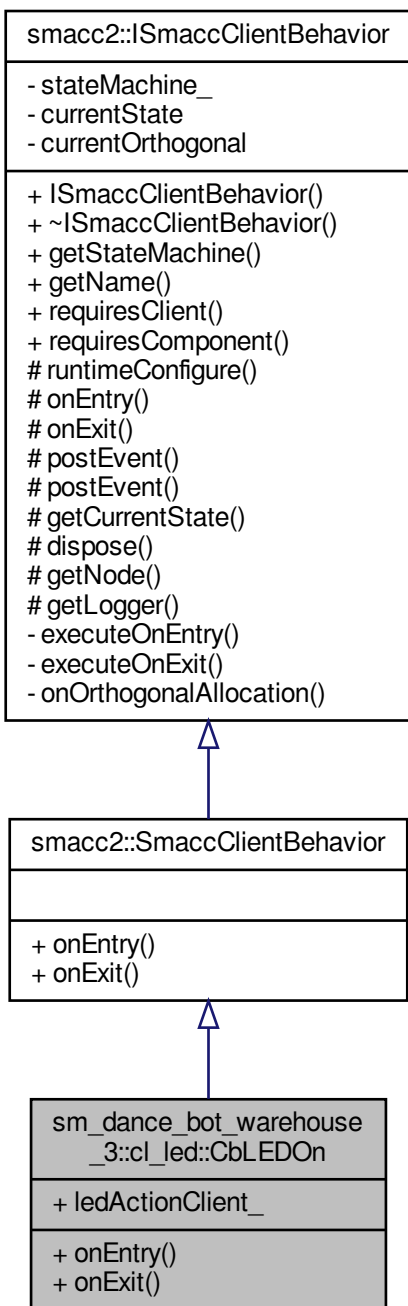 smacc2::ISmaccClientBehavior
- stateMachine_
- currentState
- currentOrthogonal
+ ISmaccClientBehavior()
+ ~ISmaccClientBehavior()
+ getStateMachine()
+ getName()
+ requiresClient()
+ requiresComponent()
# runtimeConfigure()
# onEntry()
# onExit()
# postEvent()
# postEvent()
# getCurrentState()
# dispose()
# getNode()
# getLogger()
- executeOnEntry()
- executeOnExit()
- onOrthogonalAllocation()
smacc2::SmaccClientBehavior
+ onEntry()
+ onExit()
sm_dance_bot_warehouse
_3::cl_led::CbLEDOn
+ ledActionClient_
+ onEntry()
+ onExit()